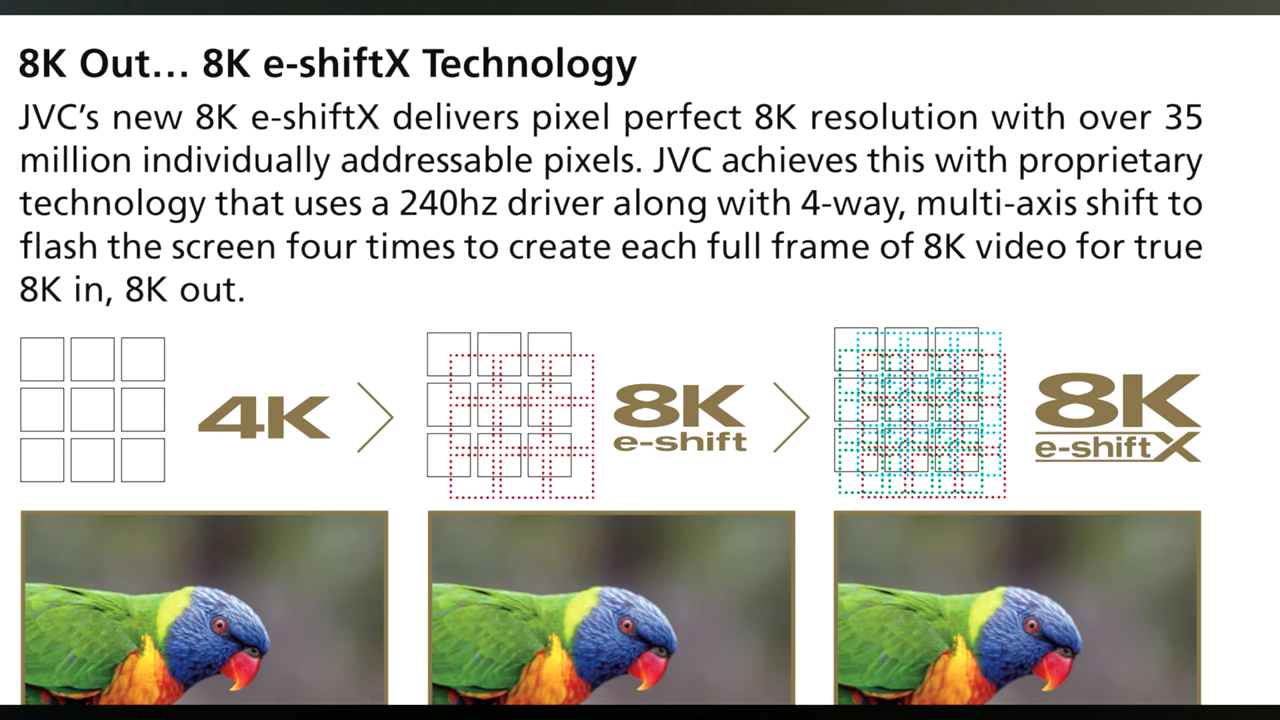 8K Out... 8K e-shiftX Technology
JVC's new 8K e-shiftX delivers pixel perfect 8K resolution with over 35
million individually addressable pixels. JVC achieves this with proprietary
technology that uses a 240hz driver along with 4-way, multi-axis shift to
flash the screen four times to create each full frame of 8K video for true
8K in, 8K out.
4K
8K
e-shift
8K
e-shiftX